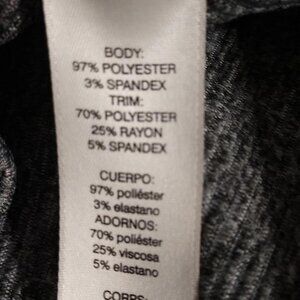 BODY:
97% POLYESTER
3% SPANDEX
TRIM:
70% POLYESTER
25% RAYON
5% SPANDEX
CUERPO:
97% poliéster
3% elastano
ADORNOS:
70% poliéster
25% viscosa
5% elastano
CORPS: